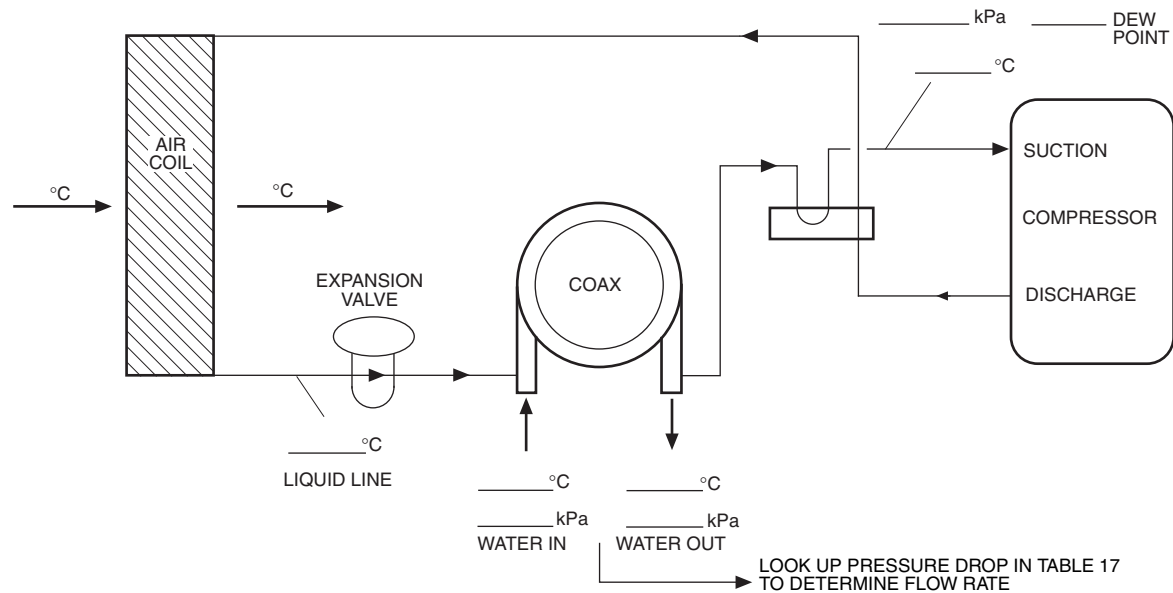 kPa DEW
POINT
°C
AIR
COIL
SUCTION
°C °C
COMPRESSOR
EXPANSION
VALVE
COAX
DISCHARGE
°C
LIQUID LINE
°C °C
kPa kPa
WATER IN WATER OUT
LOOK UP PRESSURE DROP IN TABLE 17
TO DETERMINE FLOW RATE